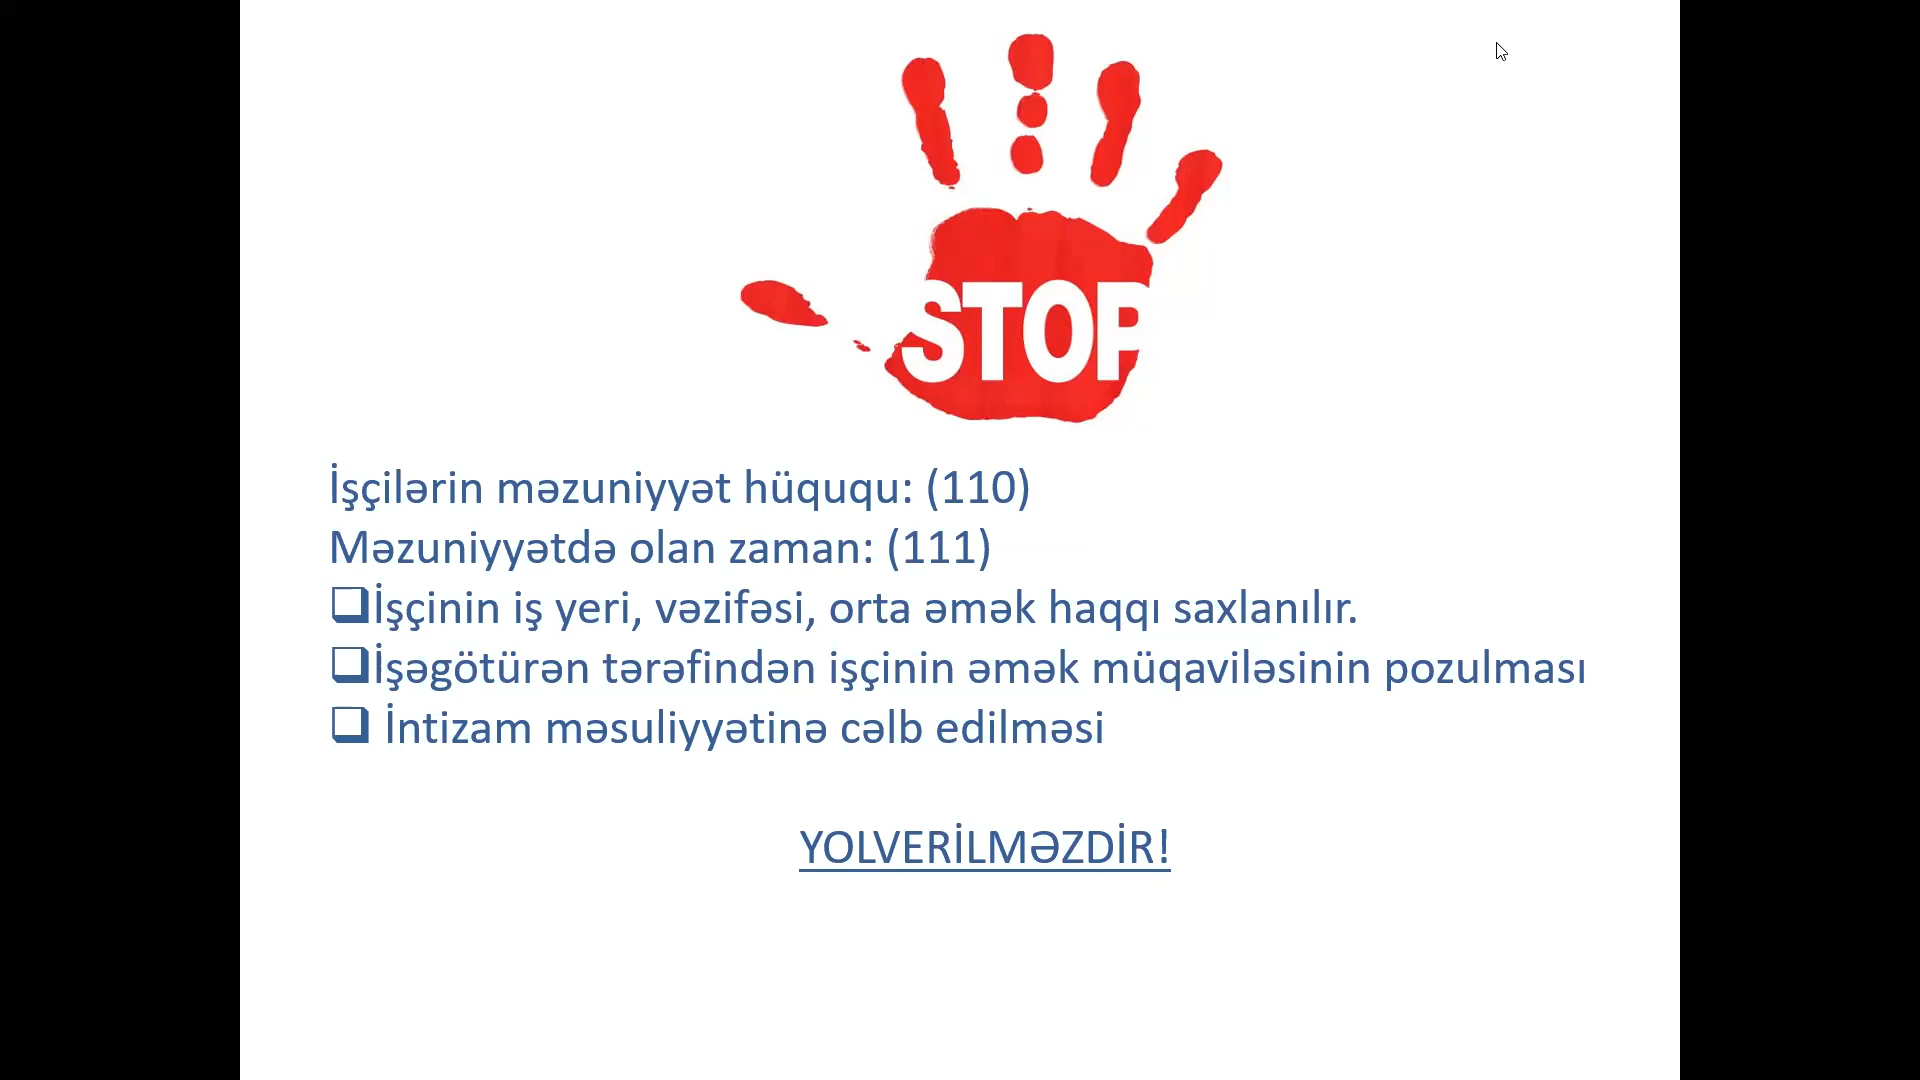 STOP
İşçilərin məzuniyyət hüququ: (110)
Məzuniyyətdə olan zaman: (111)
❑İşçinin iş yeri, vəzifəsi, orta əmək haqqı saxlanılır.
❑İşəgötürən tərəfindən işçinin əmək müqaviləsinin pozulması
❑ İntizam məsuliyyətinə cəlb edilməsi
YOLVERİLMƏZDİR!